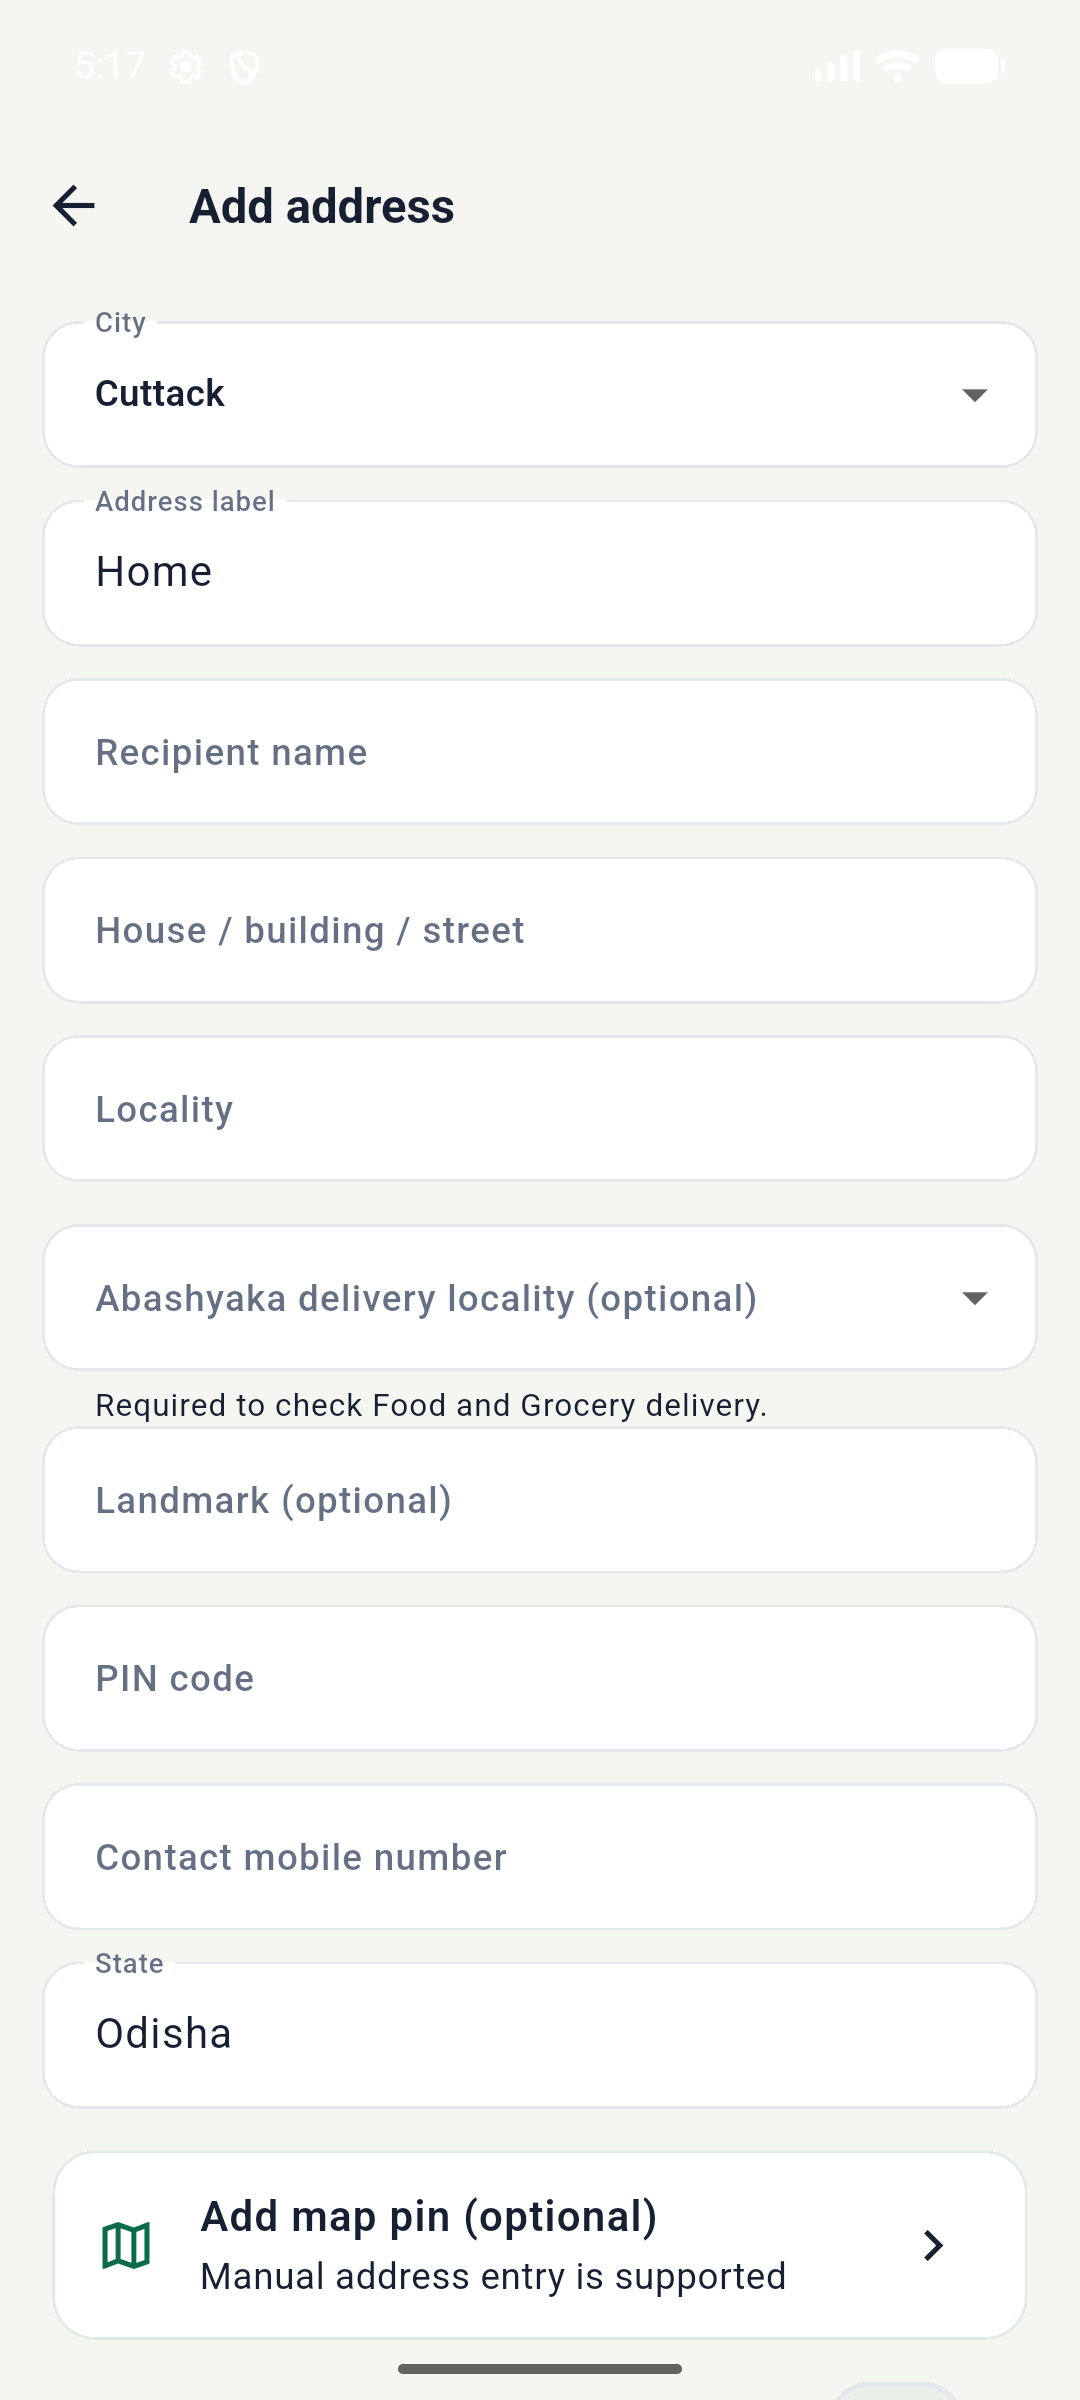 5:17
Add address
City
Cuttack
Address label
Home
Recipient name
House / building / street
Locality
Abashyaka delivery locality (optional)
Required to check Food and Grocery delivery.
Landmark (optional)
PIN code
Contact mobile number
State
Odisha
Add map pin (optional)
Manual address entry is supported